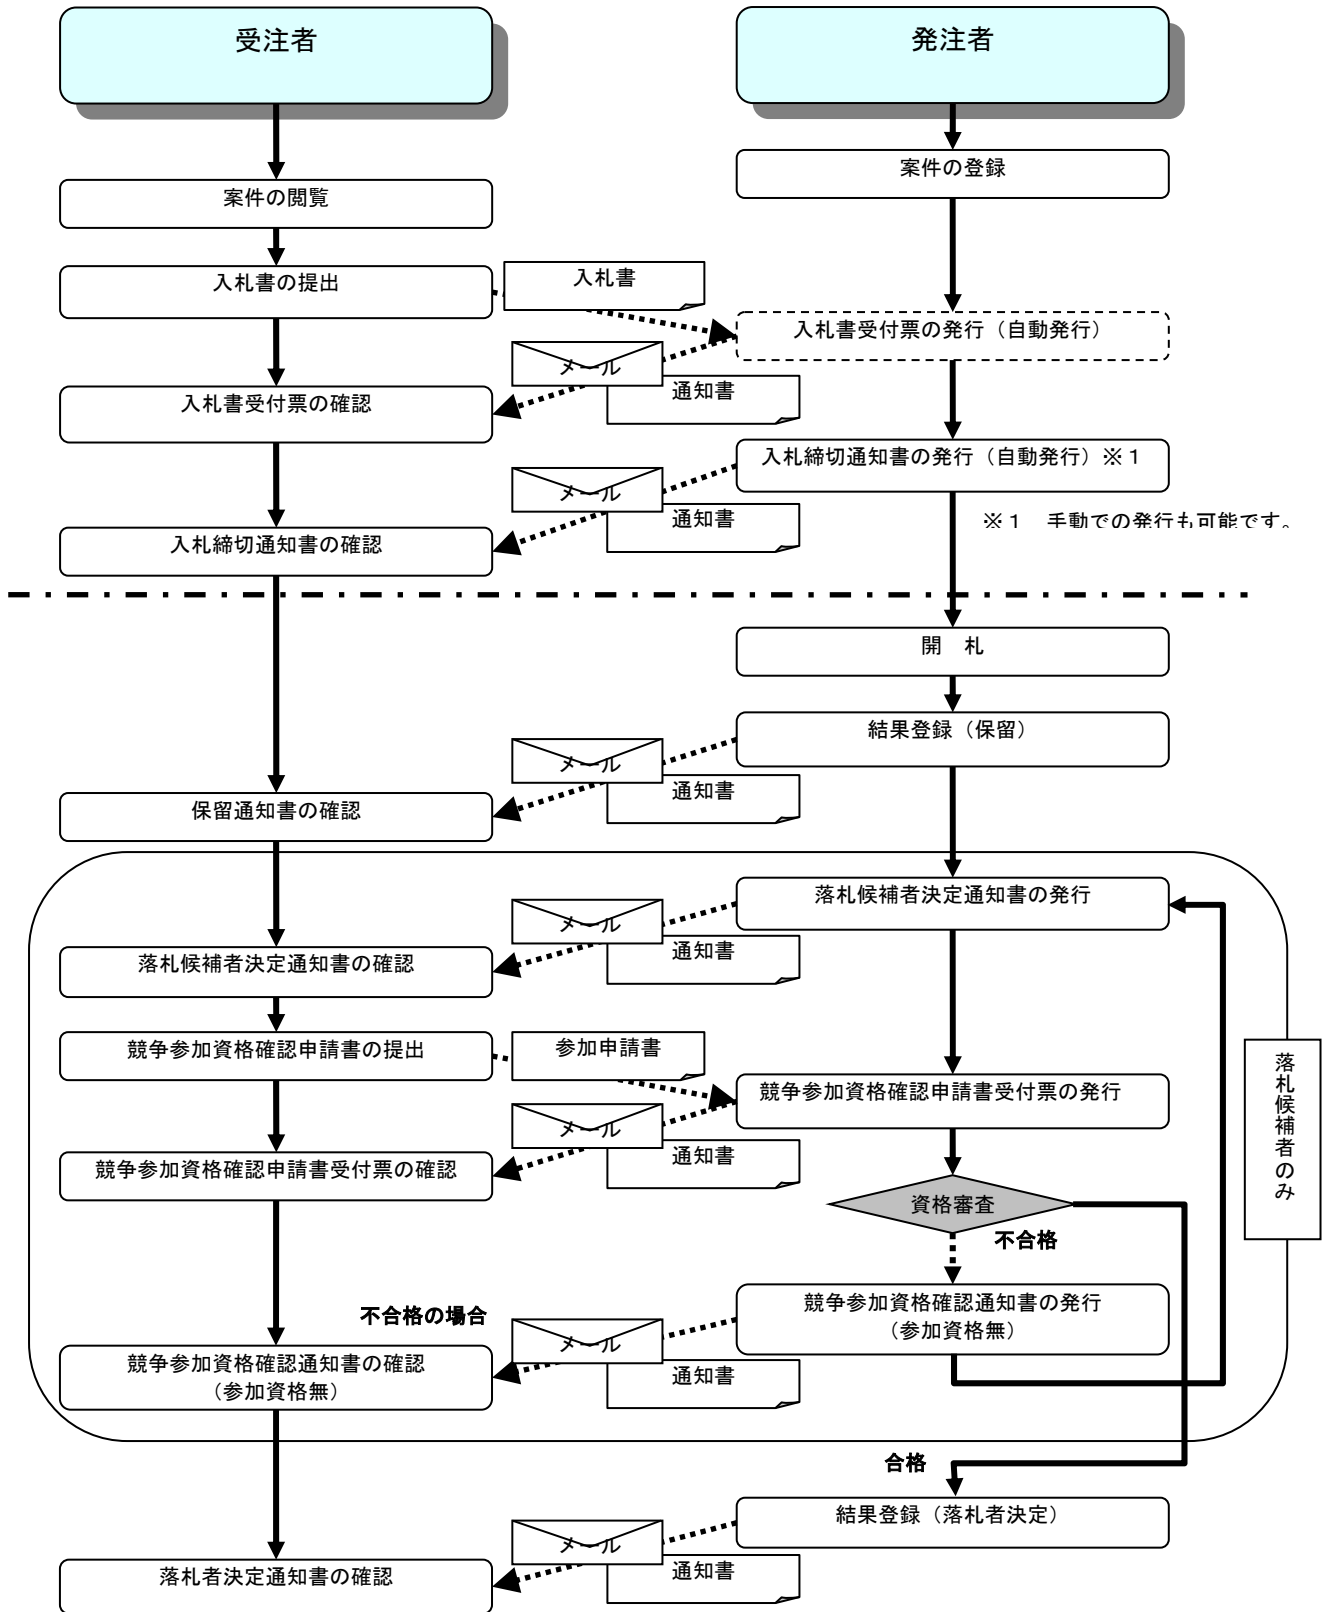 受注者
発注者
案件の登録
案件の閲覧
入札書の提出
入札書
入札書受付票の発行（自動発行）
メール
通知書
入札書受付票の確認
入札締切通知書の発行（自動発行）※１
メール
通知書
※１　手動での発行も可能です。
入札締切通知書の確認
開　札
結果登録（保留）
メール
通知書
保留通知書の確認
落札候補者決定通知書の発行
メール
通知書
落札候補者決定通知書の確認
競争参加資格確認申請書の提出
参加申請書
競争参加資格確認申請書受付票の発行
メール
通知書
競争参加資格確認申請書受付票の確認
落札候補者のみ
資格審査
不合格
競争参加資格確認通知書の発行
（参加資格無）
不合格の場合
メール
通知書
競争参加資格確認通知書の確認
（参加資格無）
合格
結果登録（落札者決定）
メール
通知書
落札者決定通知書の確認